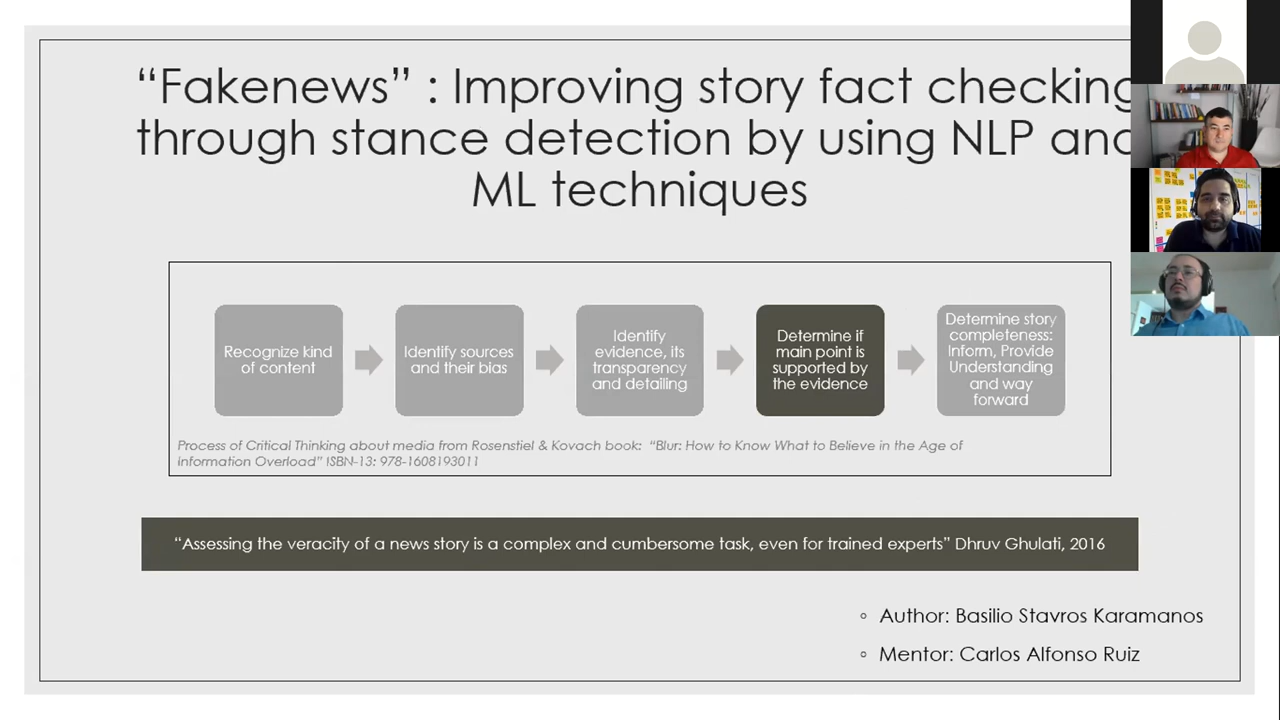 “Fakenews” : Improving story fact checking
through stance detection by using NLP and
ML techniques
Recognize kind
of content
Identify sources
and their bias
Identify
evidence, its
transparency
and detailing
Determine if
main point is
supported by
the evidence
Determine story
completeness:
Inform, Provide
Understanding
and way
forward
Process of Critical Thinking about media from Rosenstiel & Kovach book: “Blur: How to Know What to Believe in the Age of
Information Overload” ISBN-13: 978-1608193011
“Assessing the veracity of a news story is a complex and cumbersome task, even for trained experts” Dhruv Ghulati, 2016
◦ Author: Basilio Stavros Karamanos
◦ Mentor: Carlos Alfonso Ruiz